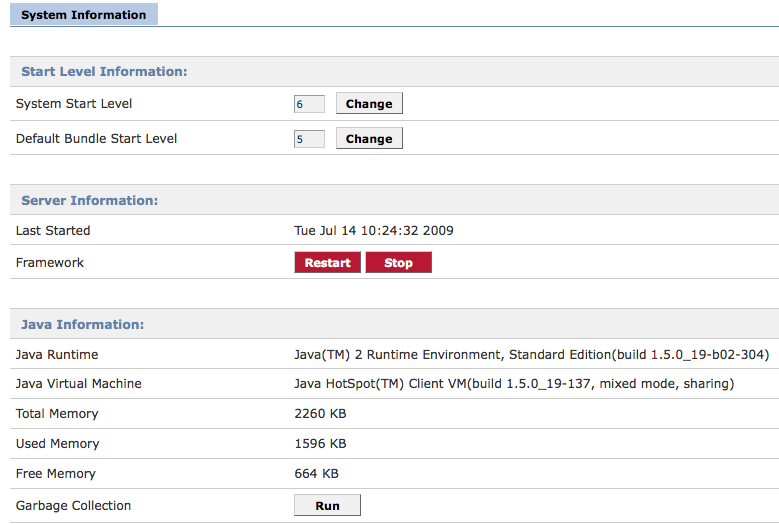 System Information
Start Level Information:
System Start Level 6 Change
Default Bundle Start Level 5 Change
Server Information:
Last Started Tue Jul 14 10:24:32 2009
Framework Restart Stop
Java Information:
Java Runtime Java(TM) 2 Runtime Environment, Standard Edition(build 1.5.0_19-b02-304)
Java Virtual Machine Java HotSpot(TM) Client VM(build 1.5.0_19-137, mixed mode, sharing)
Total Memory 2260 KB
Used Memory 1596 KB
Free Memory 664 KB
Garbage Collection Run